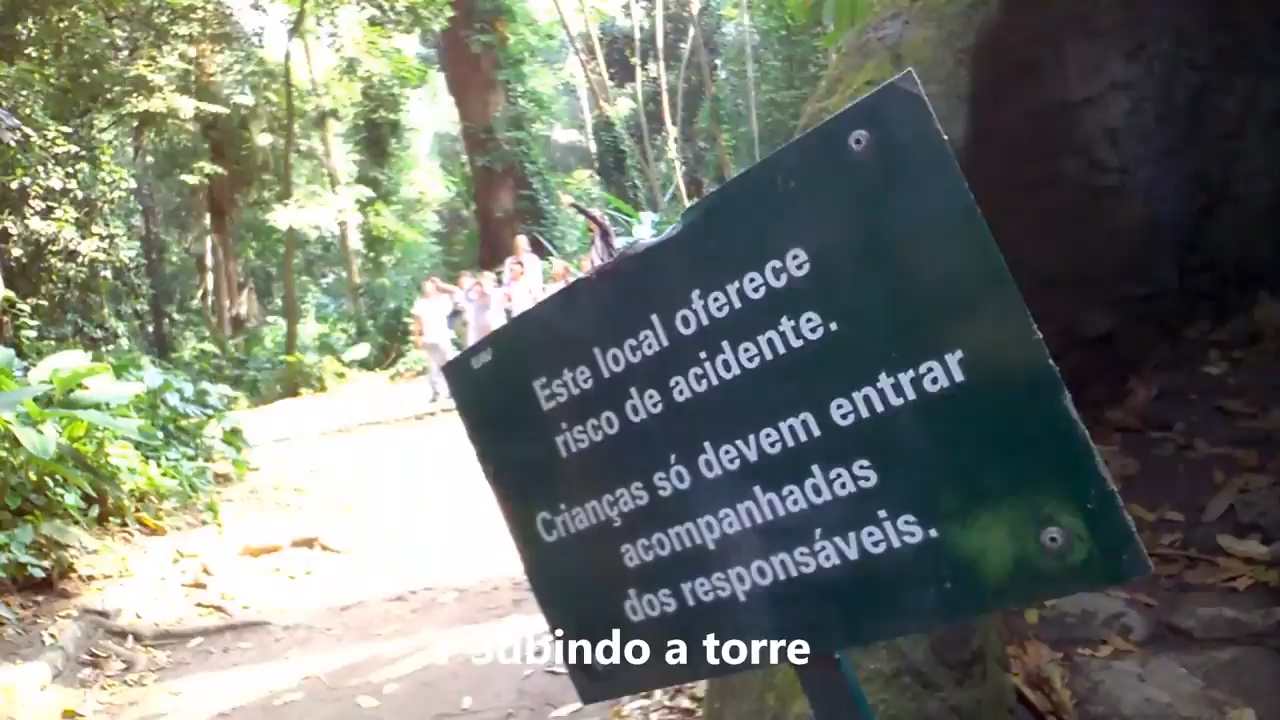 Este local oferece
risco de acidente.
Crianças só devem entrar
acompanhadas
dos responsáveis.
subindo a torre